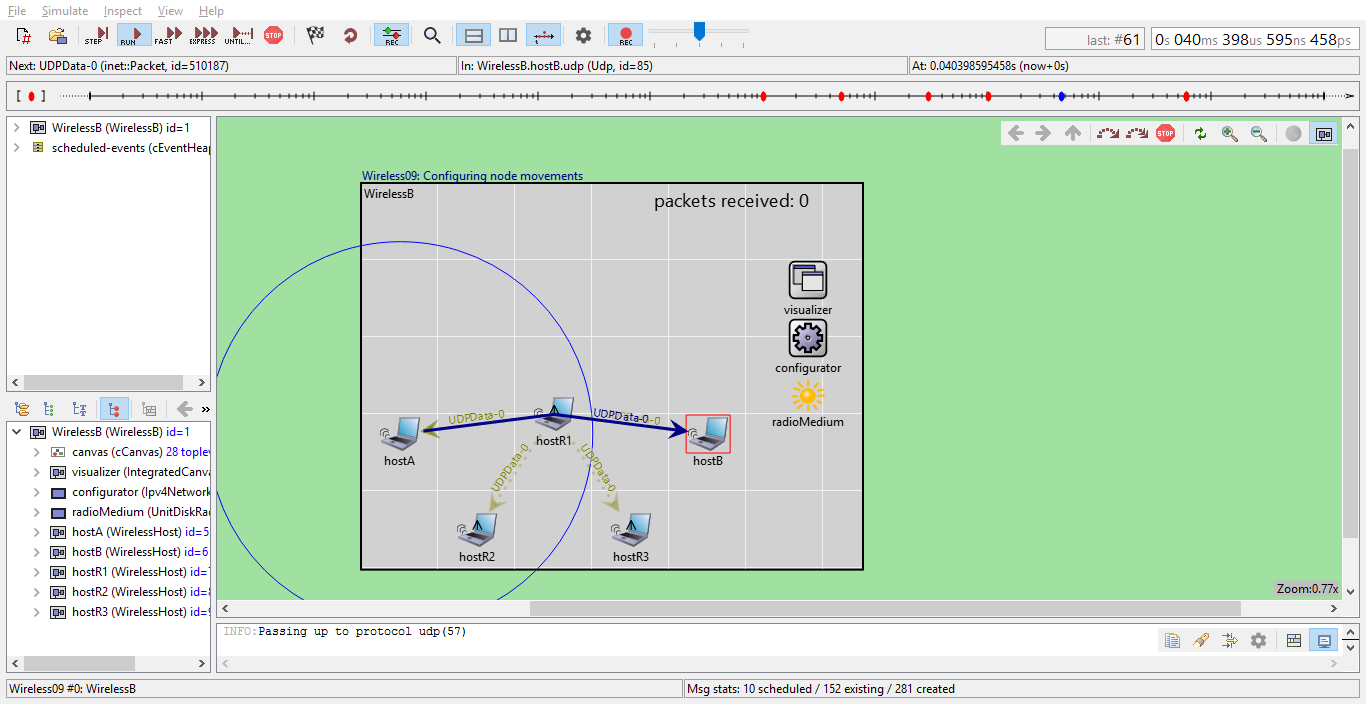 File Simulate Inspect View Help
STEP RUN FAST EXPRESS UNTIL... STOP REC REC
last: #61 0s 040ms 398us 595ns 458ps
Next: UDPData-0 (inet::Packet, id=510187) In: WirelessB.hostB.udp (Udp, id=85) At: 0.040398595458s (now+0s)
WirelessB (WirelessB) id=1
scheduled-events (cEventHeap
STOP
Wireless09: Configuring node movements
WirelessB
packets received: 0
visualizer
configurator
radioMedium
UDPData-0
UDPData-0
hostR1
hostA
hostB
UDPData-0
UDPData-0
hostR2
hostR3
Zoom:0.77x
WirelessB (WirelessB) id=1
canvas (cCanvas) 28 toplev
visualizer (IntegratedCanva
configurator (Ipv4Network
radioMedium (UnitDiskRad
hostA (WirelessHost) id=5
hostB (WirelessHost) id=6
hostR1 (WirelessHost) id=7
hostR2 (WirelessHost) id=8
hostR3 (WirelessHost) id=9
INFO:Passing up to protocol udp(57)
Wireless09 #0: WirelessB
Msg stats: 10 scheduled / 152 existing / 281 created